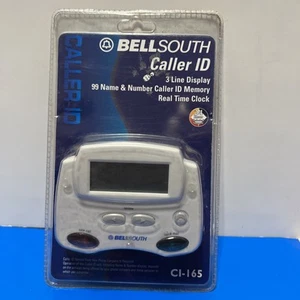 BELLSOUTH
Caller ID
3 Line Display
99 Name & Number Caller ID Memory
Real Time Clock
CALLER ID
BELLSOUTH
CI-165